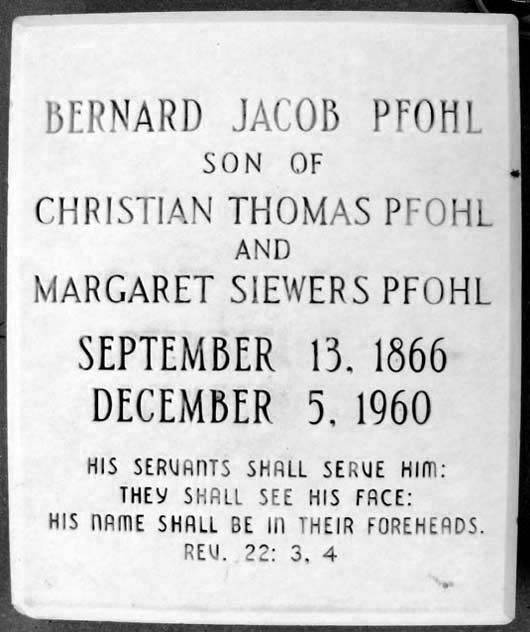 BERNARD JACOB PFOHL
SON OF
CHRISTIAN THOMAS PFOHL
AND
MARGARET SIEWERS PFOHL
SEPTEMBER 13, 1866
DECEMBER 5, 1960
HIS SERVANTS SHALL SERVE HIM:
THEY SHALL SEE HIS FACE:
HIS NAME SHALL BE IN THEIR FOREHEADS.
REV. 22: 3, 4